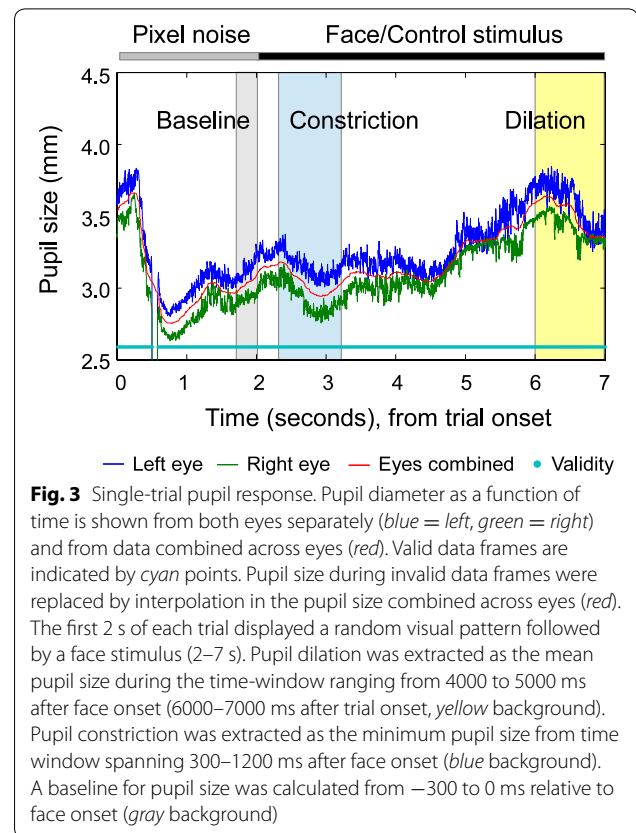 Pixel noise Face/Control stimulus
4.5
Baseline Constriction Dilation
4.0
3.5
3.0
2.5
Pupil size (mm)
0 1 2 3 4 5 6 7
Time (seconds), from trial onset
Left eye Right eye Eyes combined Validity
Fig. 3 Single-trial pupil response. Pupil diameter as a function of
time is shown from both eyes separately (blue = left, green = right)
and from data combined across eyes (red). Valid data frames are
indicated by cyan points. Pupil size during invalid data frames were
replaced by interpolation in the pupil size combined across eyes (red).
The first 2 s of each trial displayed a random visual pattern followed
by a face stimulus (2–7 s). Pupil dilation was extracted as the mean
pupil size during the time-window ranging from 4000 to 5000 ms
after face onset (6000–7000 ms after trial onset, yellow background).
Pupil constriction was extracted as the minimum pupil size from time
window spanning 300–1200 ms after face onset (blue background).
A baseline for pupil size was calculated from −300 to 0 ms relative to
face onset (gray background)